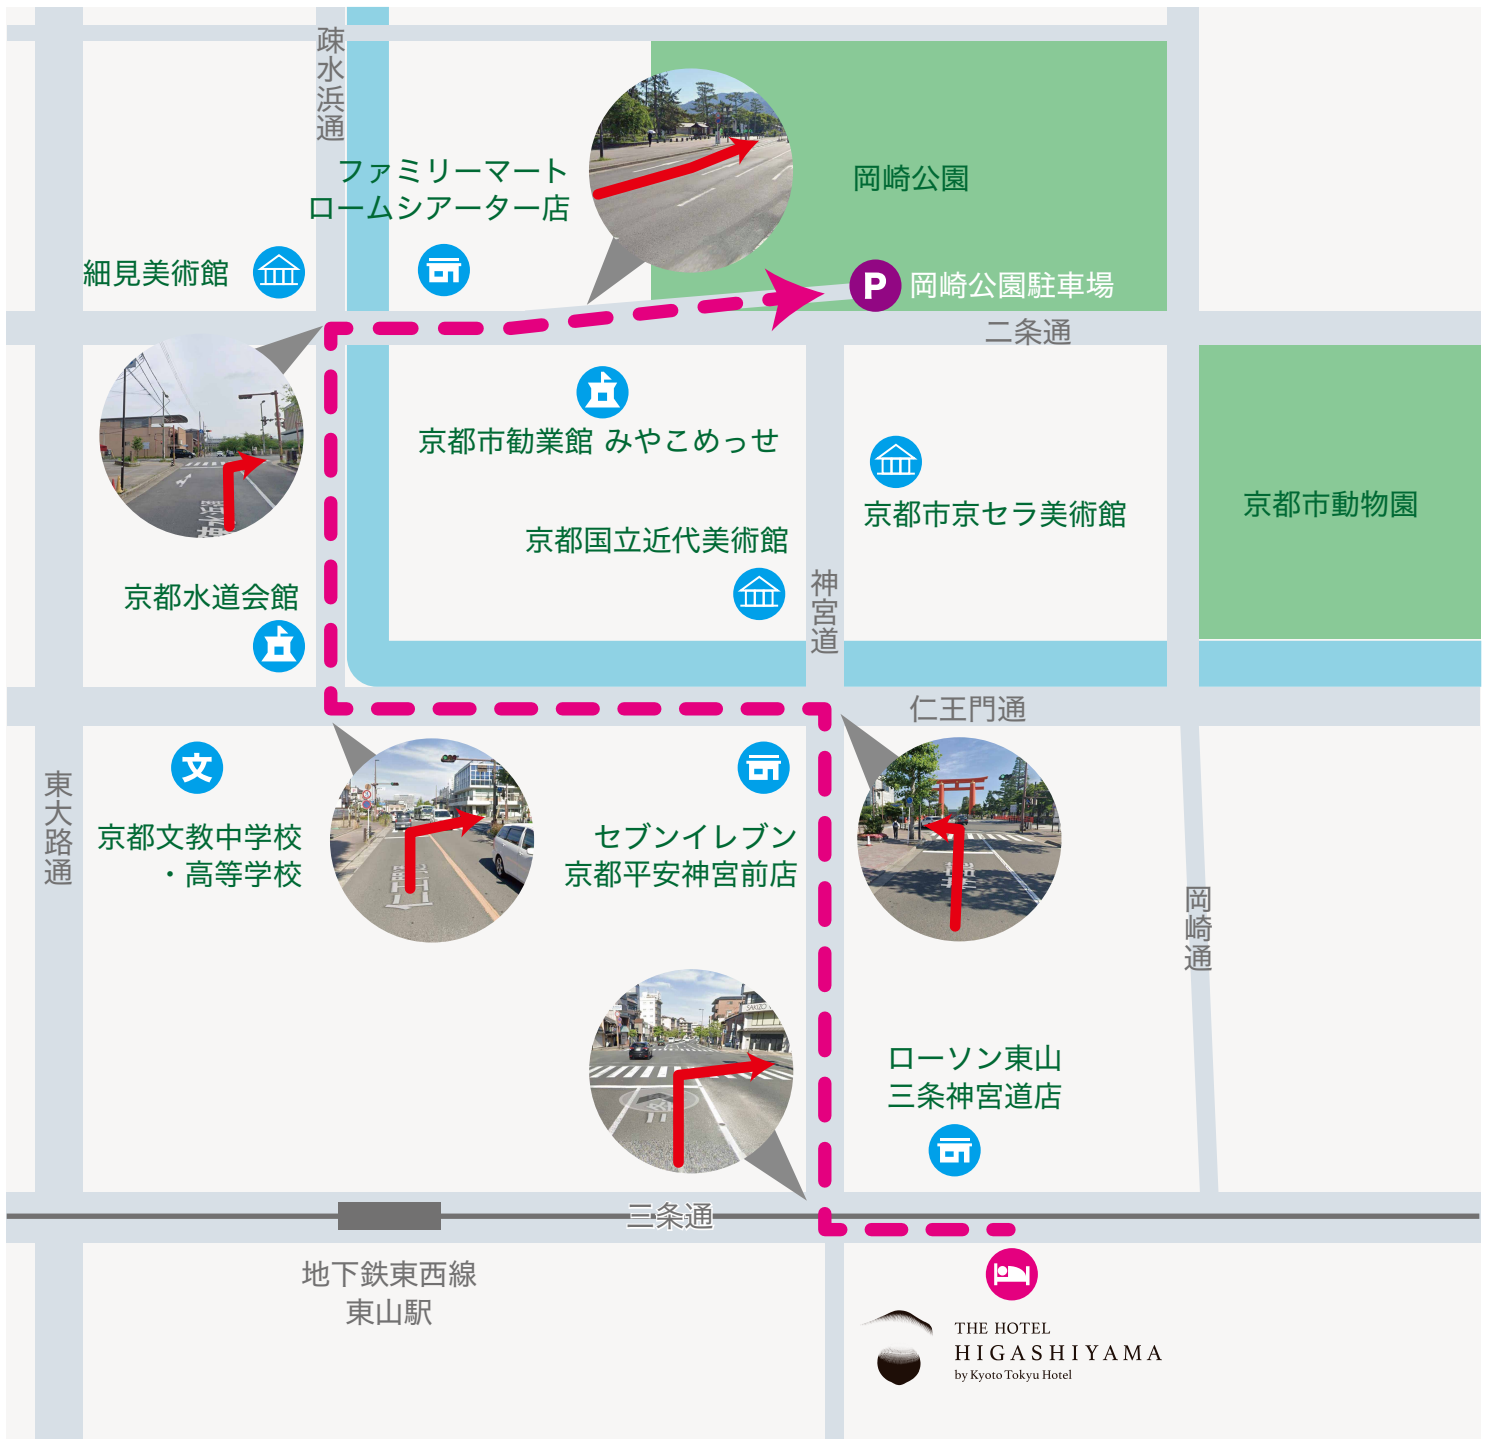 疎水浜通
ファミリーマート
ロームシアーター店
岡崎公園
細見美術館
P
岡崎公園駐車場
二条通
京都市勧業館 みやこめっせ
京都市京セラ美術館
京都市動物園
京都国立近代美術館
神宮道
京都水道会館
仁王門通
東大路通
文
京都文教中学校
・高等学校
セブンイレブン
京都平安神宮前店
岡崎通
ローソン東山
三条神宮道店
三条通
地下鉄東西線
東山駅
THE HOTEL
HIGASHIYAMA
by Kyoto Tokyu Hotel